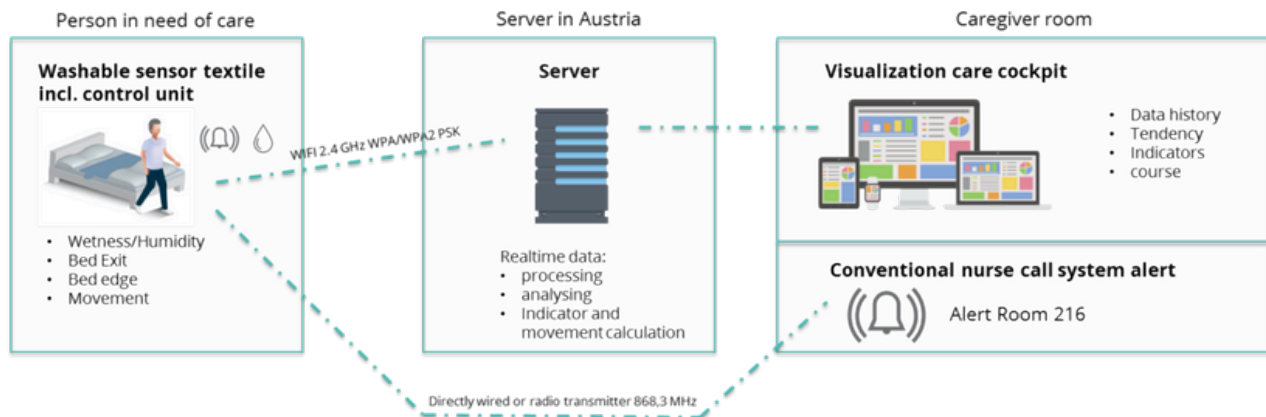 Person in need of care
Server in Austria
Caregiver room
Washable sensor textile
incl. control unit
• Wetness/Humidity
• Bed Exit
• Bed edge
• Movement
WIFI 2.4 GHz WPA/WPA2 PSK
Server
Realtime data:
• processing
• analysing
• Indicator and
movement calculation
Visualization care cockpit
• Data history
• Tendency
• Indicators
• course
Conventional nurse call system alert
Alert Room 216
Directly wired or radio transmitter 868,3 MHz